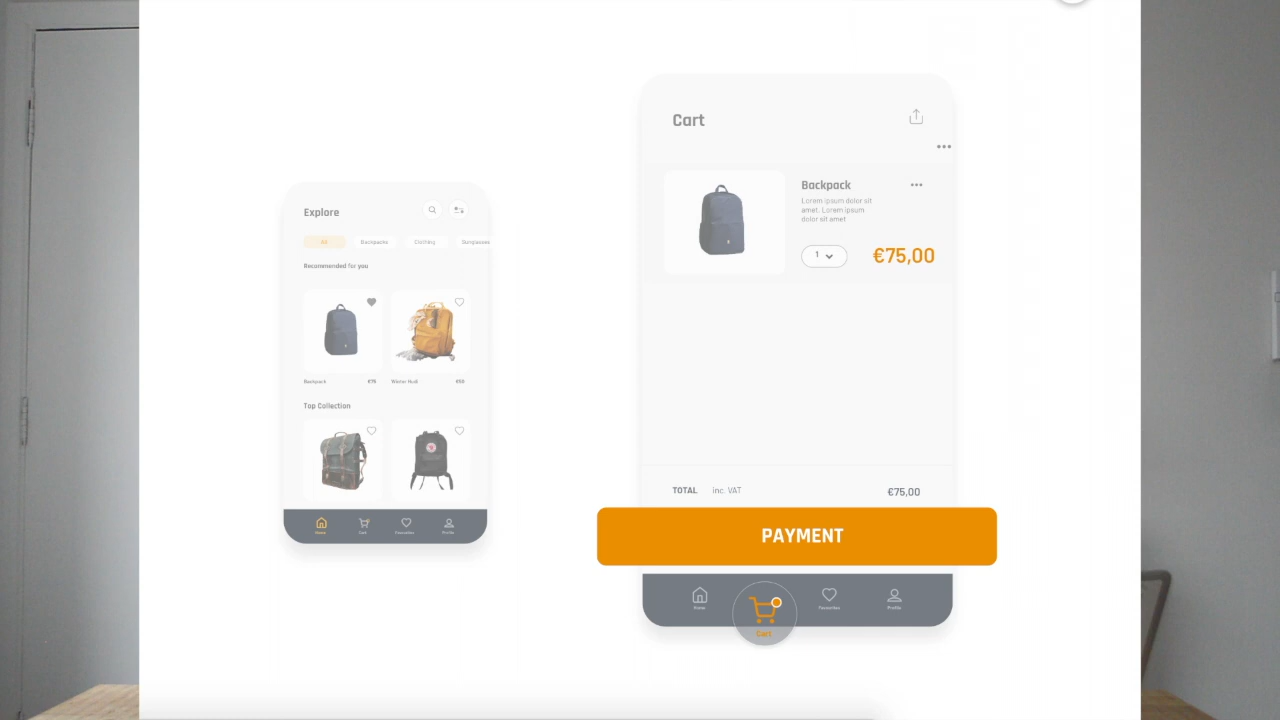 Explore
All
Backpacks
Clothing
Sunglasses
Recommended for you
Backpack
€75
Winter Hudi
€50
Top Collection
Home
Cart
Favourites
Profile
Cart
Backpack
Lorem ipsum dolor sit
amet. Lorem ipsum
dolor sit amet
1
€75,00
TOTAL inc. VAT
€75,00
PAYMENT
Home
Cart
Favourites
Profile